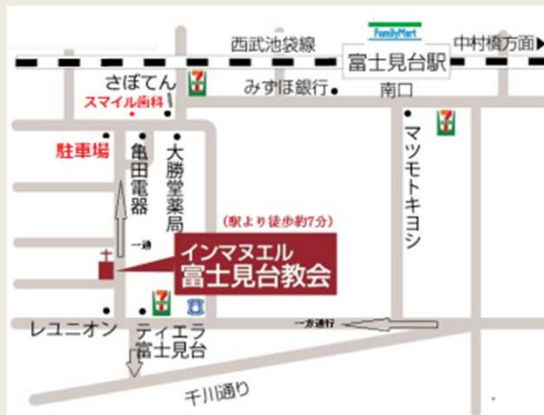 FamilyMart
西武池袋線
中村橋方面▶
富士見台駅
さぼてん
みずほ銀行
南口
スマイル歯科
駐車場
亀田電器
大勝堂薬局
マツモトキヨシ
(駅より徒歩約7分)
一通
インマヌエル
富士見台教会
レユニオン
ティエラ
富士見台
一方通行
千川通り